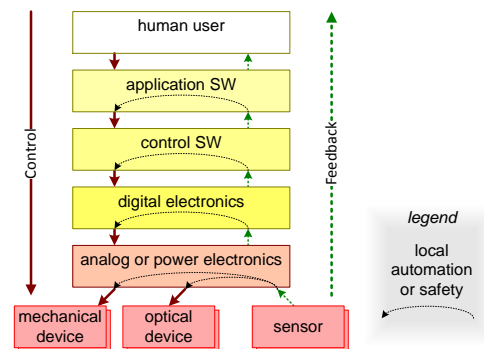 human user
application SW
control SW
digital electronics
analog or power electronics
mechanical
device
optical
device
sensor
Control
Feedback
legend
local
automation
or safety